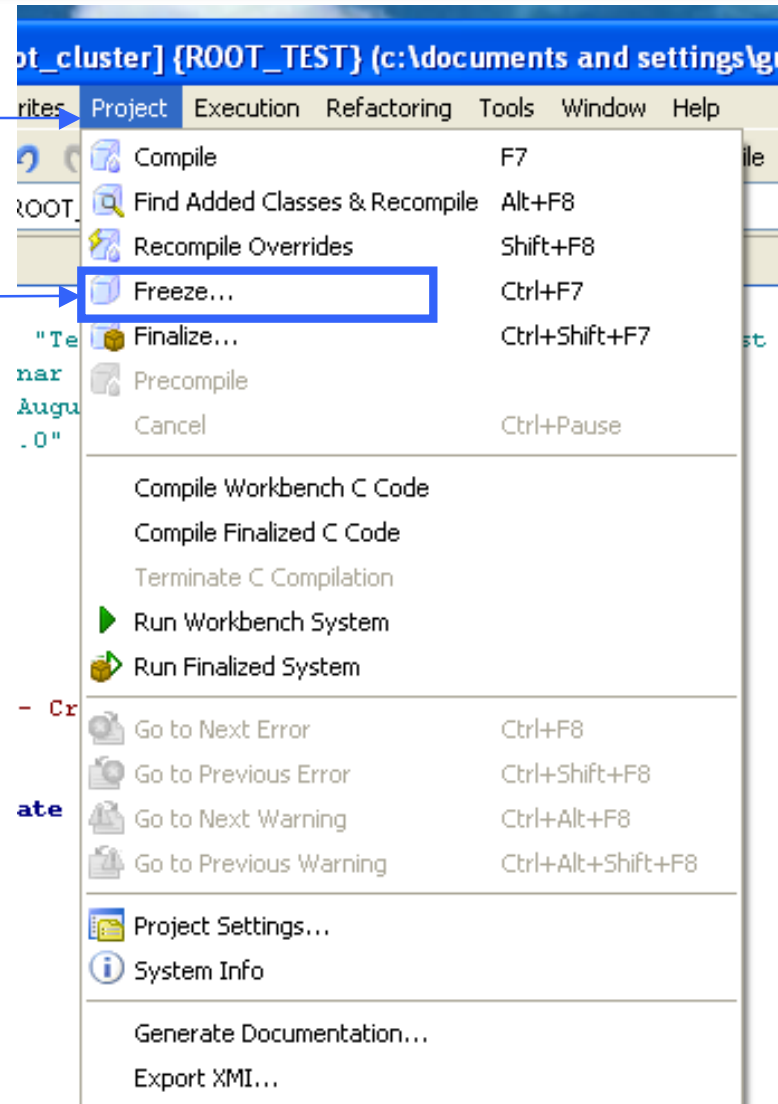 ot_cluster] {ROOT_TEST} (c:\documents and settings\g
rites Project Execution Refactoring Tools Window Help
Compile F7
ile
ROOT_
Find Added Classes & Recompile Alt+F8
Recompile Overrides Shift+F8
Freeze... Ctrl+F7
"Te
Finalize... Ctrl+Shift+F7
st
nar
Precompile
Augu
Cancel Ctrl+Pause
.0"
Compile Workbench C Code
Compile Finalized C Code
Terminate C Compilation
Run Workbench System
Run Finalized System
- Cr
Go to Next Error Ctrl+F8
Go to Previous Error Ctrl+Shift+F8
ate
Go to Next Warning Ctrl+Alt+F8
Go to Previous Warning Ctrl+Alt+Shift+F8
Project Settings...
System Info
Generate Documentation...
Export XMI...